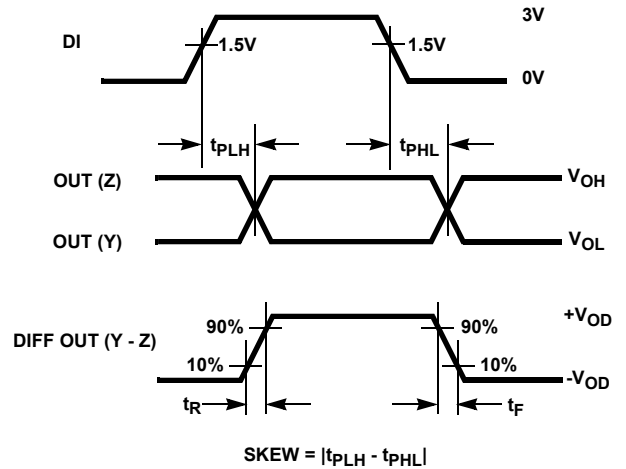 3V
DI
1.5V
1.5V
0V
tPLH
tPHL
OUT (Z)
VOH
OUT (Y)
VOL
+VOD
90%
90%
DIFF OUT (Y - Z)
10%
10%
-VOD
tR
tF
SKEW = |tPLH - tPHL|